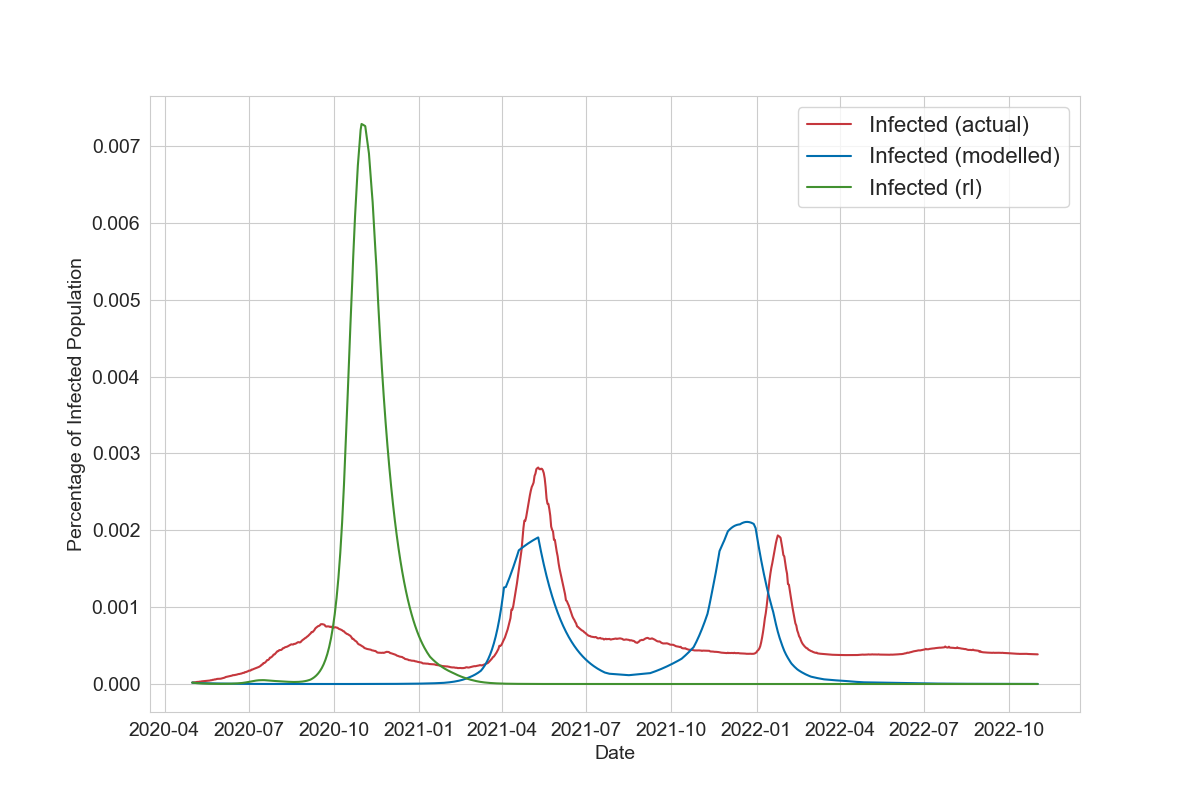 Infected (actual)
Infected (modelled)
Infected (rl)
Percentage of Infected Population
0.007
0.006
0.005
0.004
0.003
0.002
0.001
0.000
2020-04 2020-07 2020-10 2021-01 2021-04 2021-07 2021-10 2022-01 2022-04 2022-07 2022-10
Date